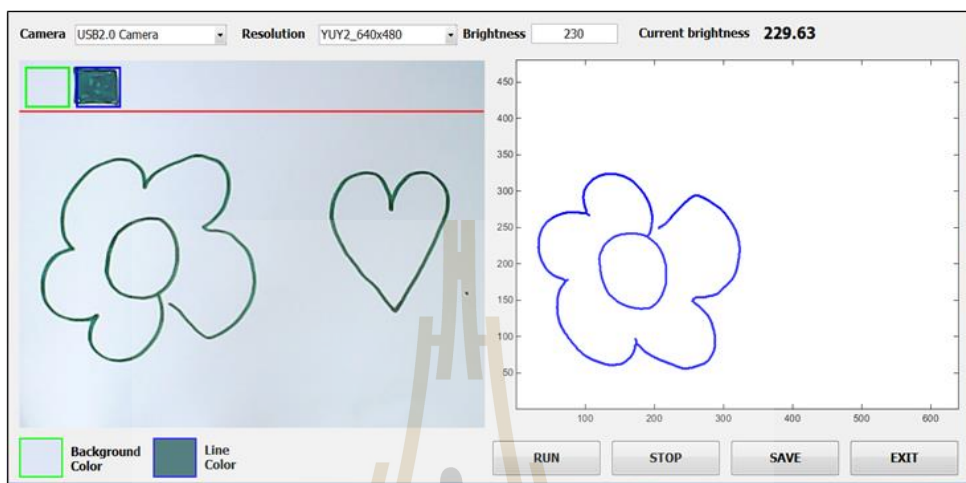 Camera USB2.0 Camera Resolution YUY2_640x480 Brightness 230 Current brightness 229.63
450
400
350
300
250
200
150
100
50
100 200 300 400 500 600
Background Color
Line Color
RUN STOP SAVE EXIT